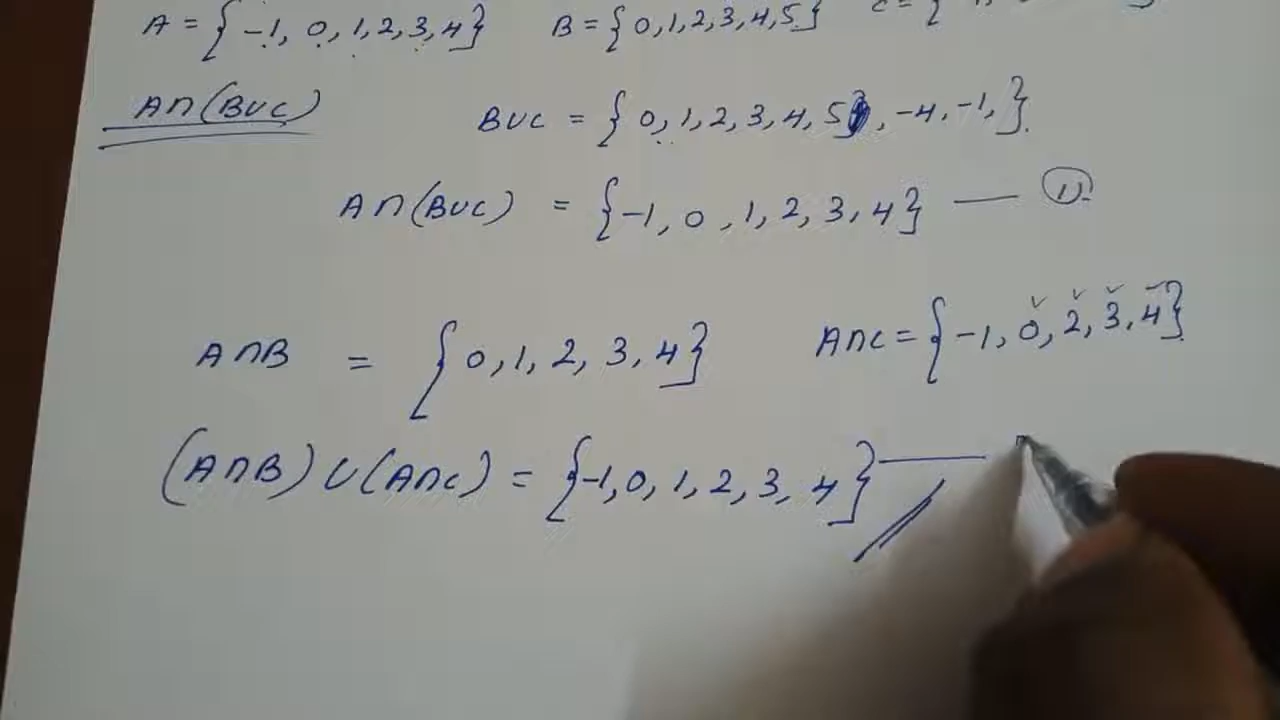 A = { -1, 0, 1, 2, 3, 4 } B = { 0, 1, 2, 3, 4, 5 } C = {
A∩(B∪C) B∪C = { 0, 1, 2, 3, 4, 5, -4, -1, }
A∩(B∪C) = { -1, 0, 1, 2, 3, 4 } — (1)
A∩B = { 0, 1, 2, 3, 4 } A∩C = { -1, 0, 2, 3, 4 }
(A∩B) ∪ (A∩C) = { -1, 0, 1, 2, 3, 4 } —